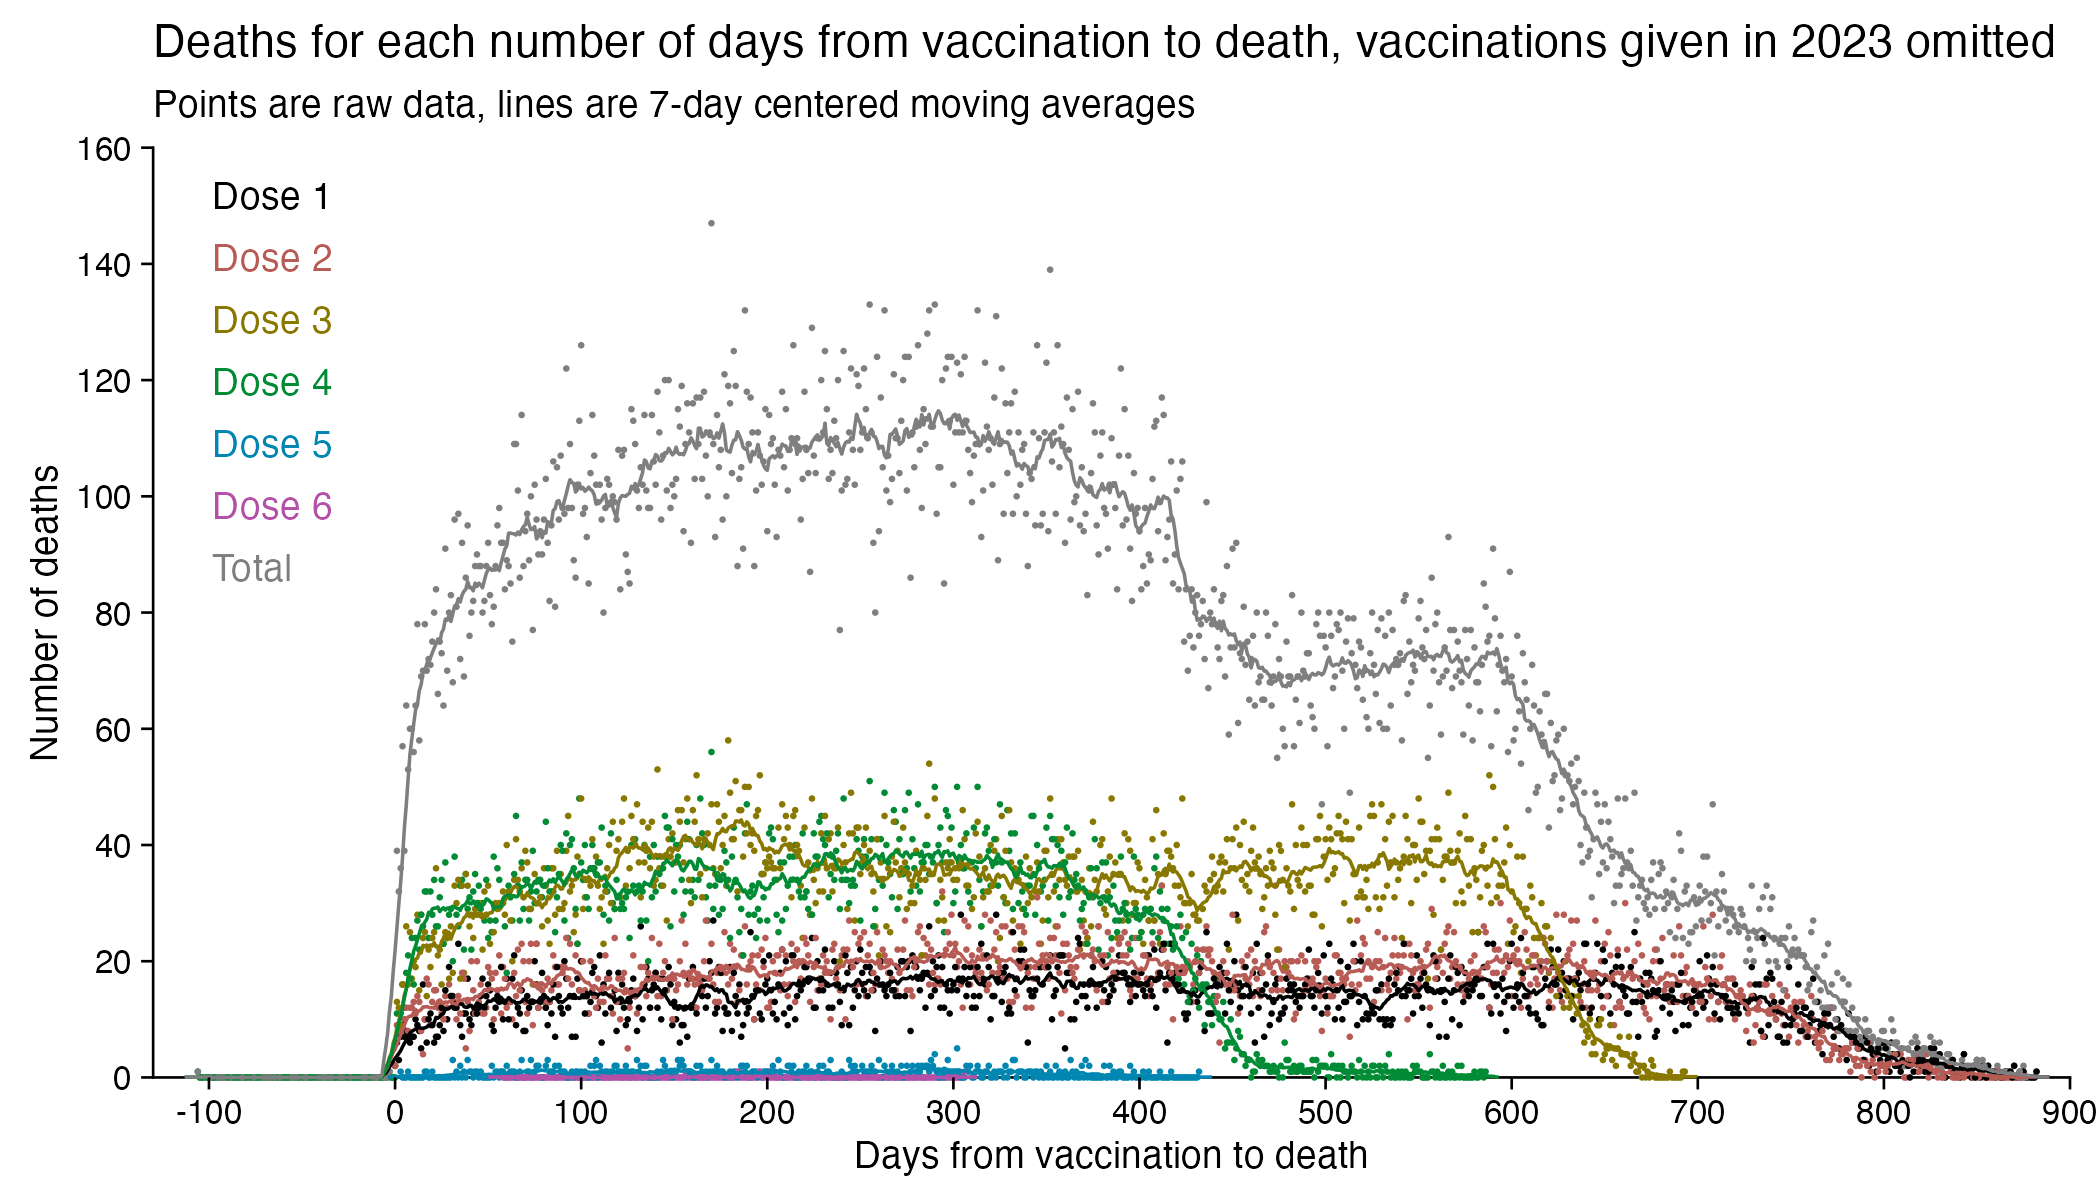 Deaths for each number of days from vaccination to death, vaccinations given in 2023 omitted
Points are raw data, lines are 7-day centered moving averages
160
140
120
100
80
60
40
20
0
Number of deaths
Dose 1
Dose 2
Dose 3
Dose 4
Dose 5
Dose 6
Total
-100 0 100 200 300 400 500 600 700 800 900
Days from vaccination to death